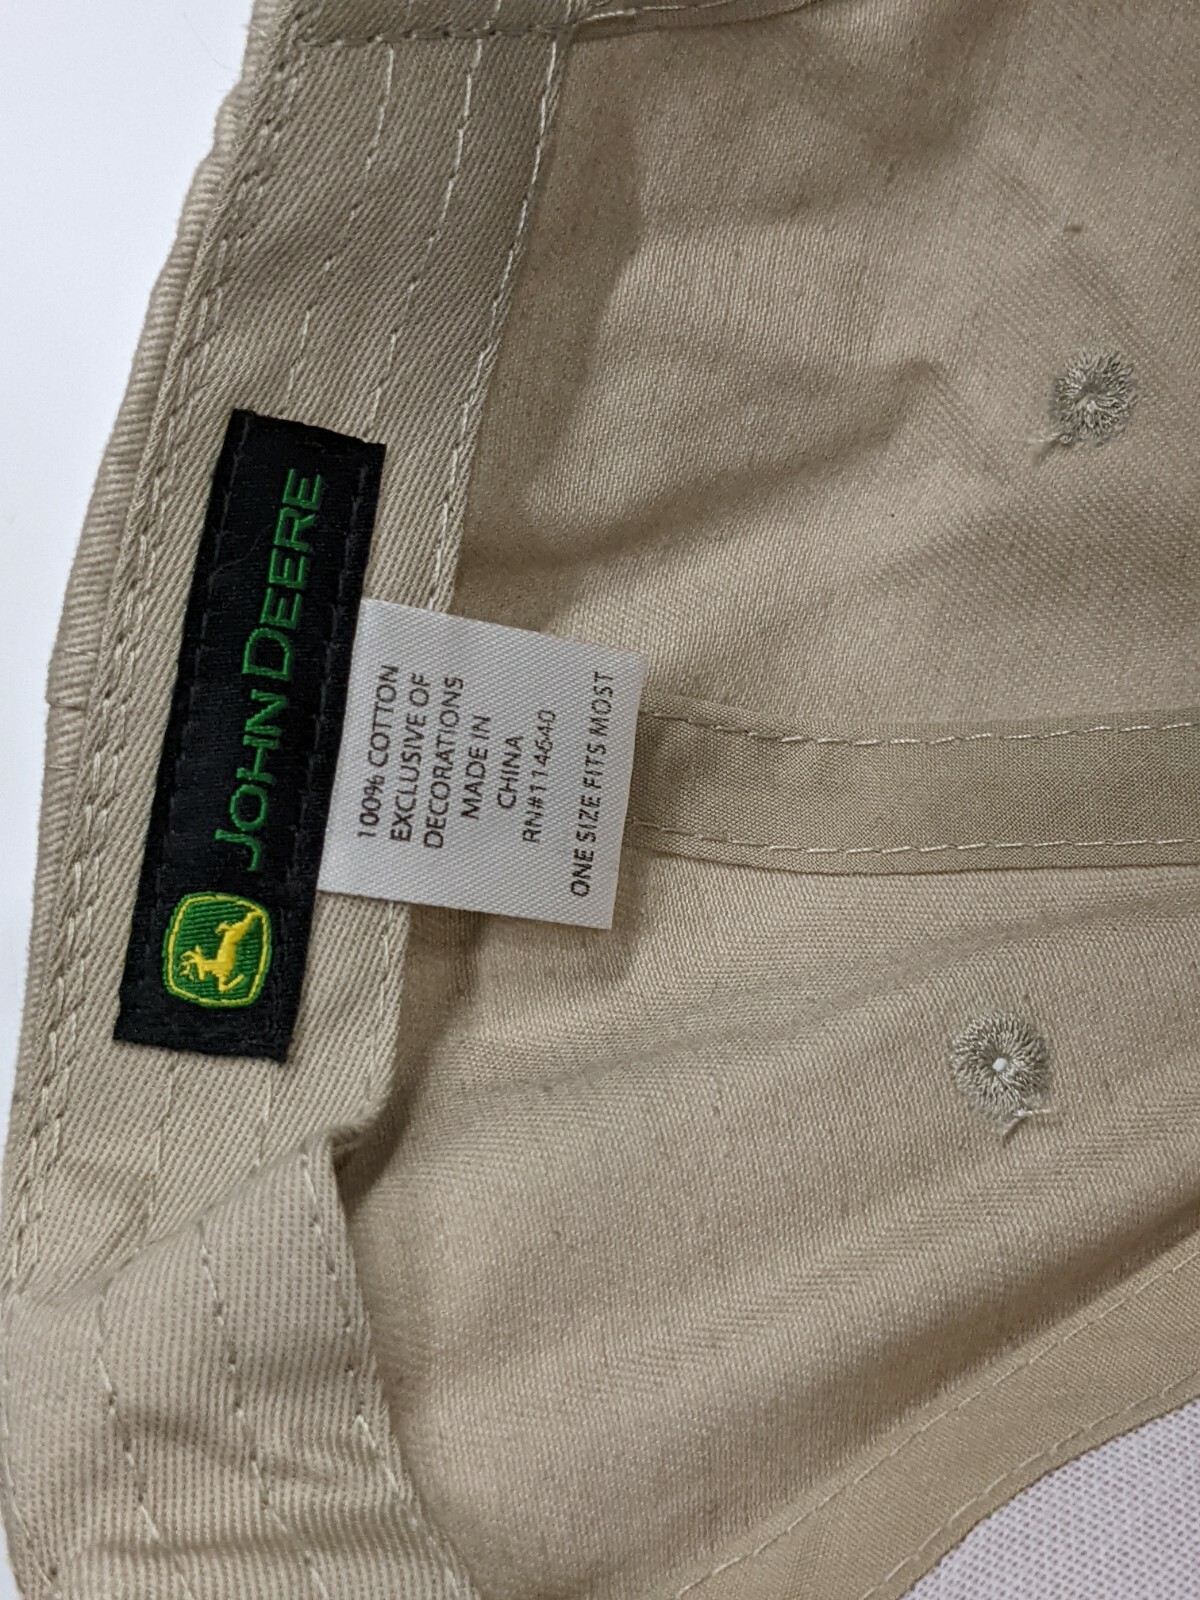 JOHN DEERE
100% COTTON
EXCLUSIVE OF
DECORATIONS
MADE IN
CHINA
RN#114640
ONE SIZE FITS MOST